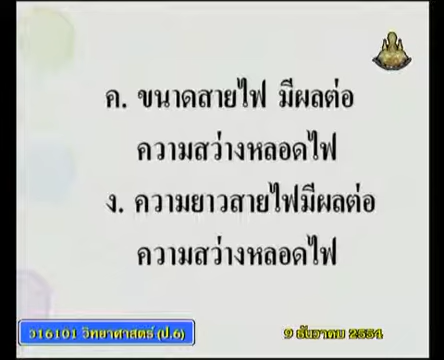 ค. ขนาดสายไฟ มีผลต่อ
ความสว่างหลอดไฟ
ง. ความยาวสายไฟมีผลต่อ
ความสว่างหลอดไฟ
ว16101 วิทยาศาสตร์ (ป.6)
9 ธันวาคม 2554